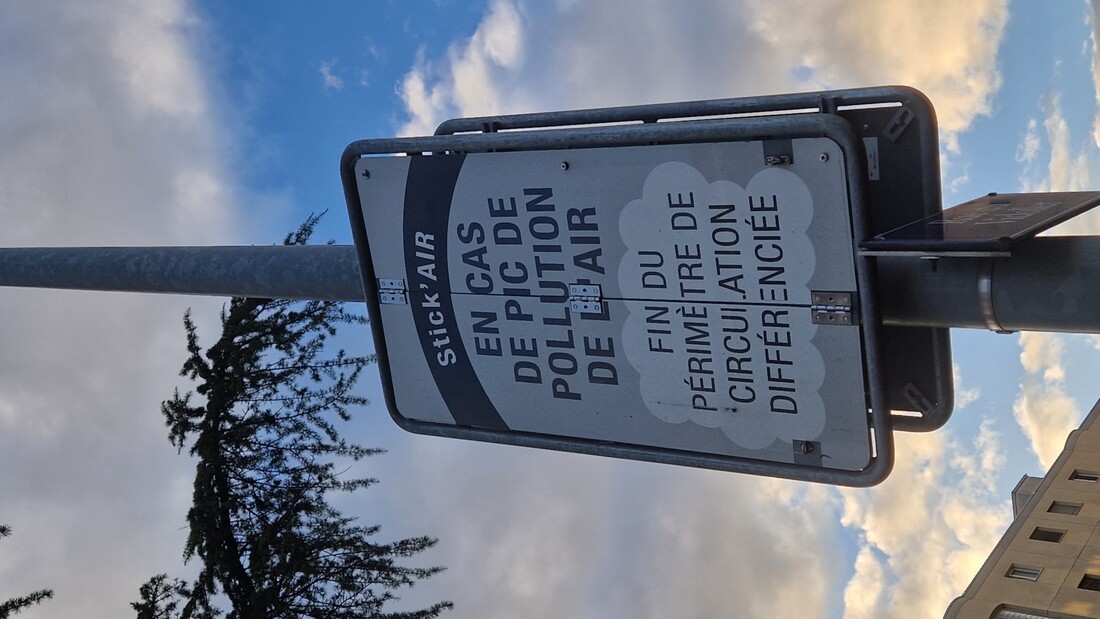 Stick'AIR
EN CAS
DE PIC DE
POLLUTION
DE L'AIR
FIN DU
PÉRIMÈTRE DE
CIRCULATION
DIFFÉRENCIÉE